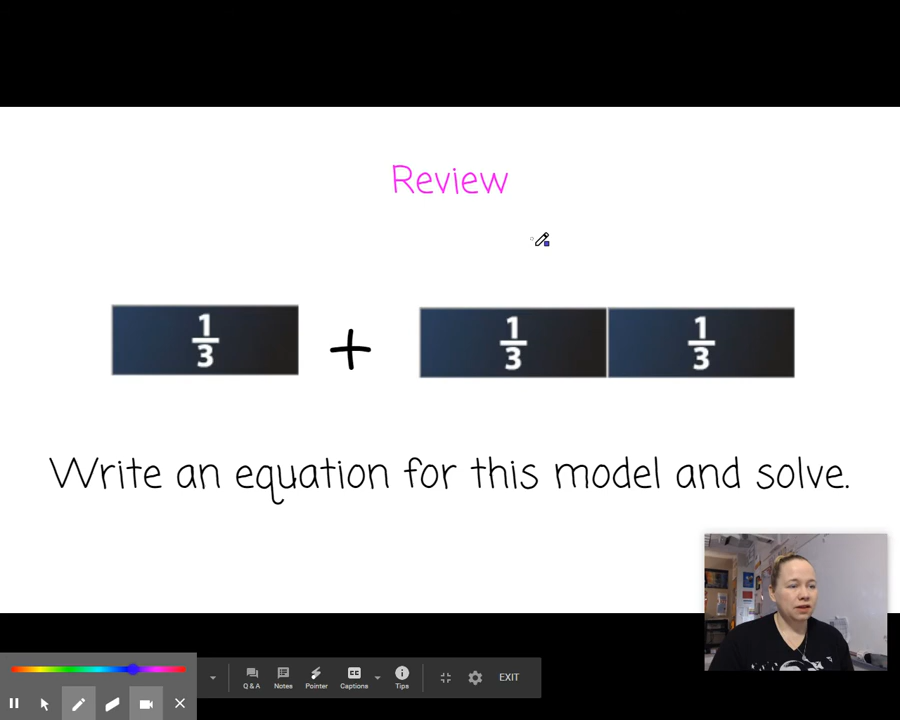 Review
1/3 + 1/3 1/3
Write an equation for this model and solve.
Q & A Notes Pointer Captions Tips EXIT